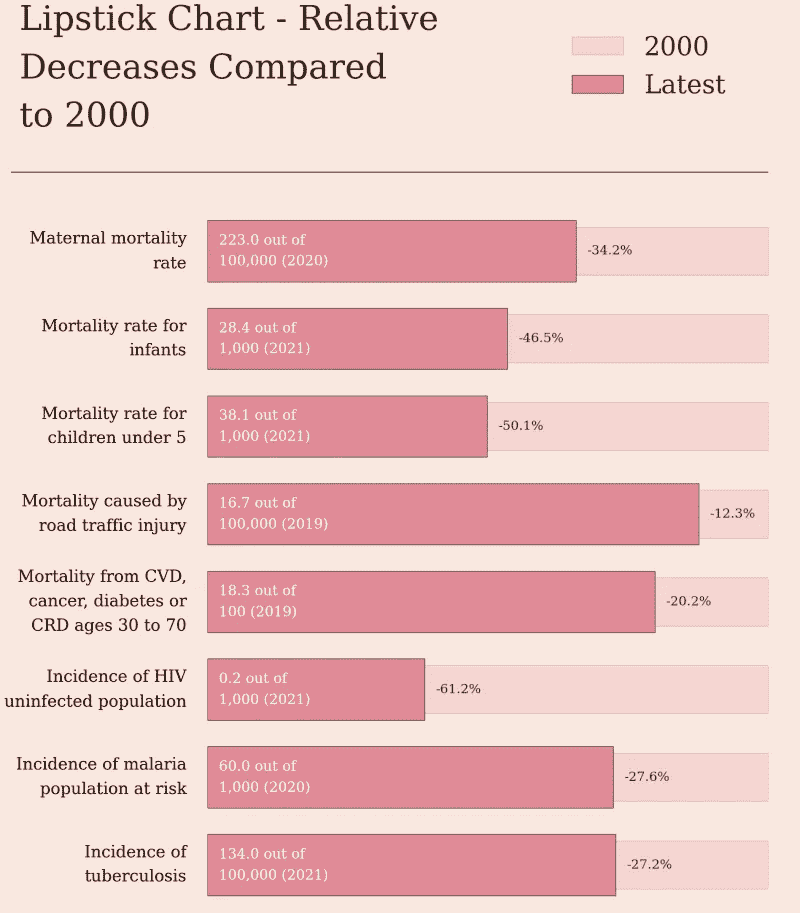 Lipstick Chart - Relative
Decreases Compared
to 2000
2000
Latest
Maternal mortality
rate
223.0 out of
100,000 (2020)
-34.2%
Mortality rate for
infants
28.4 out of
1,000 (2021)
-46.5%
Mortality rate for
children under 5
38.1 out of
1,000 (2021)
-50.1%
Mortality caused by
road traffic injury
16.7 out of
100,000 (2019)
-12.3%
Mortality from CVD,
cancer, diabetes or
CRD ages 30 to 70
18.3 out of
100 (2019)
-20.2%
Incidence of HIV
uninfected population
0.2 out of
1,000 (2021)
-61.2%
Incidence of malaria
population at risk
60.0 out of
1,000 (2020)
-27.6%
Incidence of
tuberculosis
134.0 out of
100,000 (2021)
-27.2%